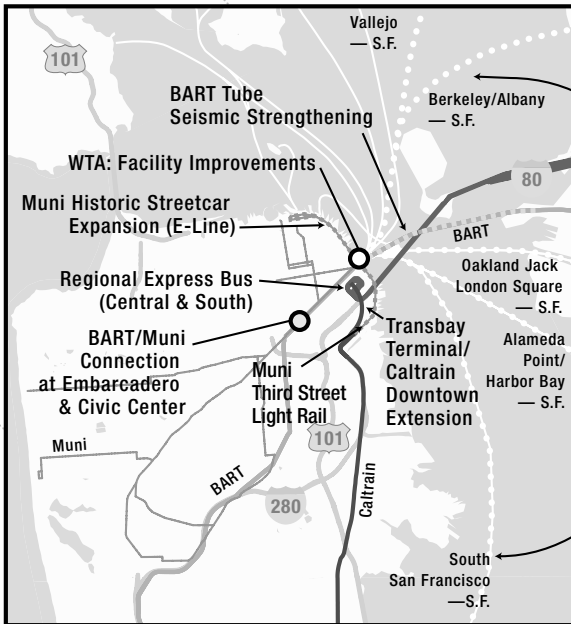 Vallejo
— S.F.
101
BART Tube
Seismic Strengthening
Berkeley/Albany
— S.F.
WTA: Facility Improvements
80
Muni Historic Streetcar
Expansion (E-Line)
BART
Regional Express Bus
(Central & South)
Oakland Jack
London Square
— S.F.
BART/Muni
Connection
at Embarcadero
& Civic Center
Muni
Third Street
Light Rail
Transbay
Terminal/
Caltrain
Downtown
Extension
Alameda
Point/
Harbor Bay
— S.F.
Muni
BART
101
280
Caltrain
South
San Francisco
—S.F.